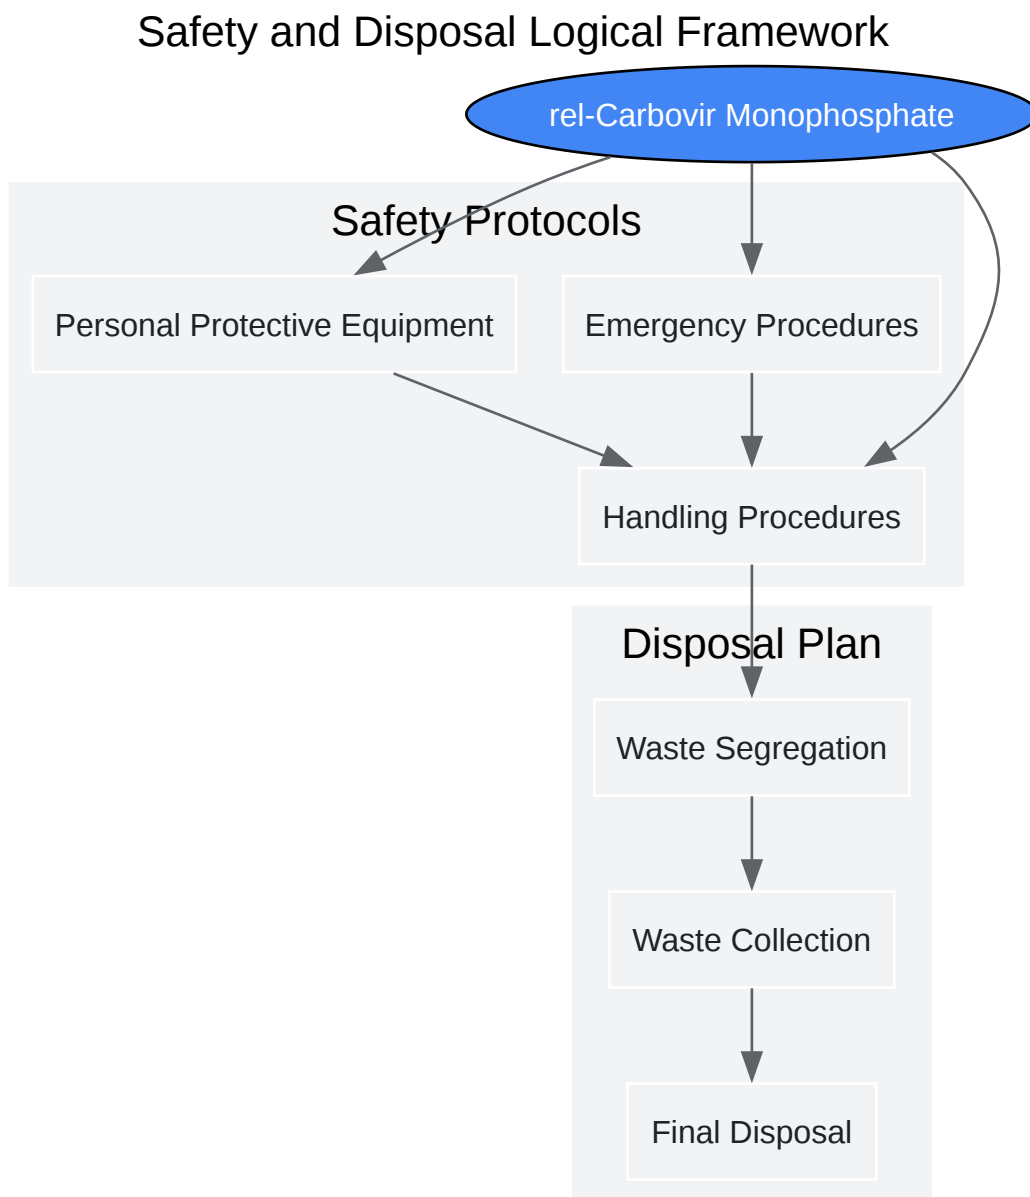 Safety and Disposal Logical Framework
rel-Carbovir Monophosphate
Safety Protocols
Personal Protective Equipment
Emergency Procedures
Handling Procedures
Disposal Plan
Waste Segregation
Waste Collection
Final Disposal